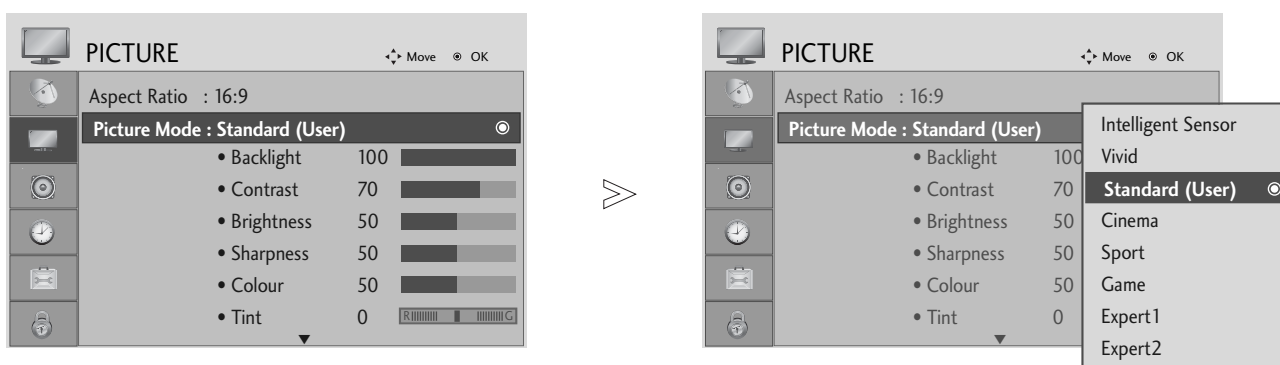 PICTURE Move OK
Aspect Ratio : 16:9
Picture Mode : Standard (User)
• Backlight 100
• Contrast 70
• Brightness 50
• Sharpness 50
• Colour 50
• Tint 0 R G
PICTURE Move OK
Aspect Ratio : 16:9
Picture Mode : Standard (User)
• Backlight 100
• Contrast 70
• Brightness 50
• Sharpness 50
• Colour 50
• Tint 0
Intelligent Sensor
Vivid
Standard (User)
Cinema
Sport
Game
Expert1
Expert2